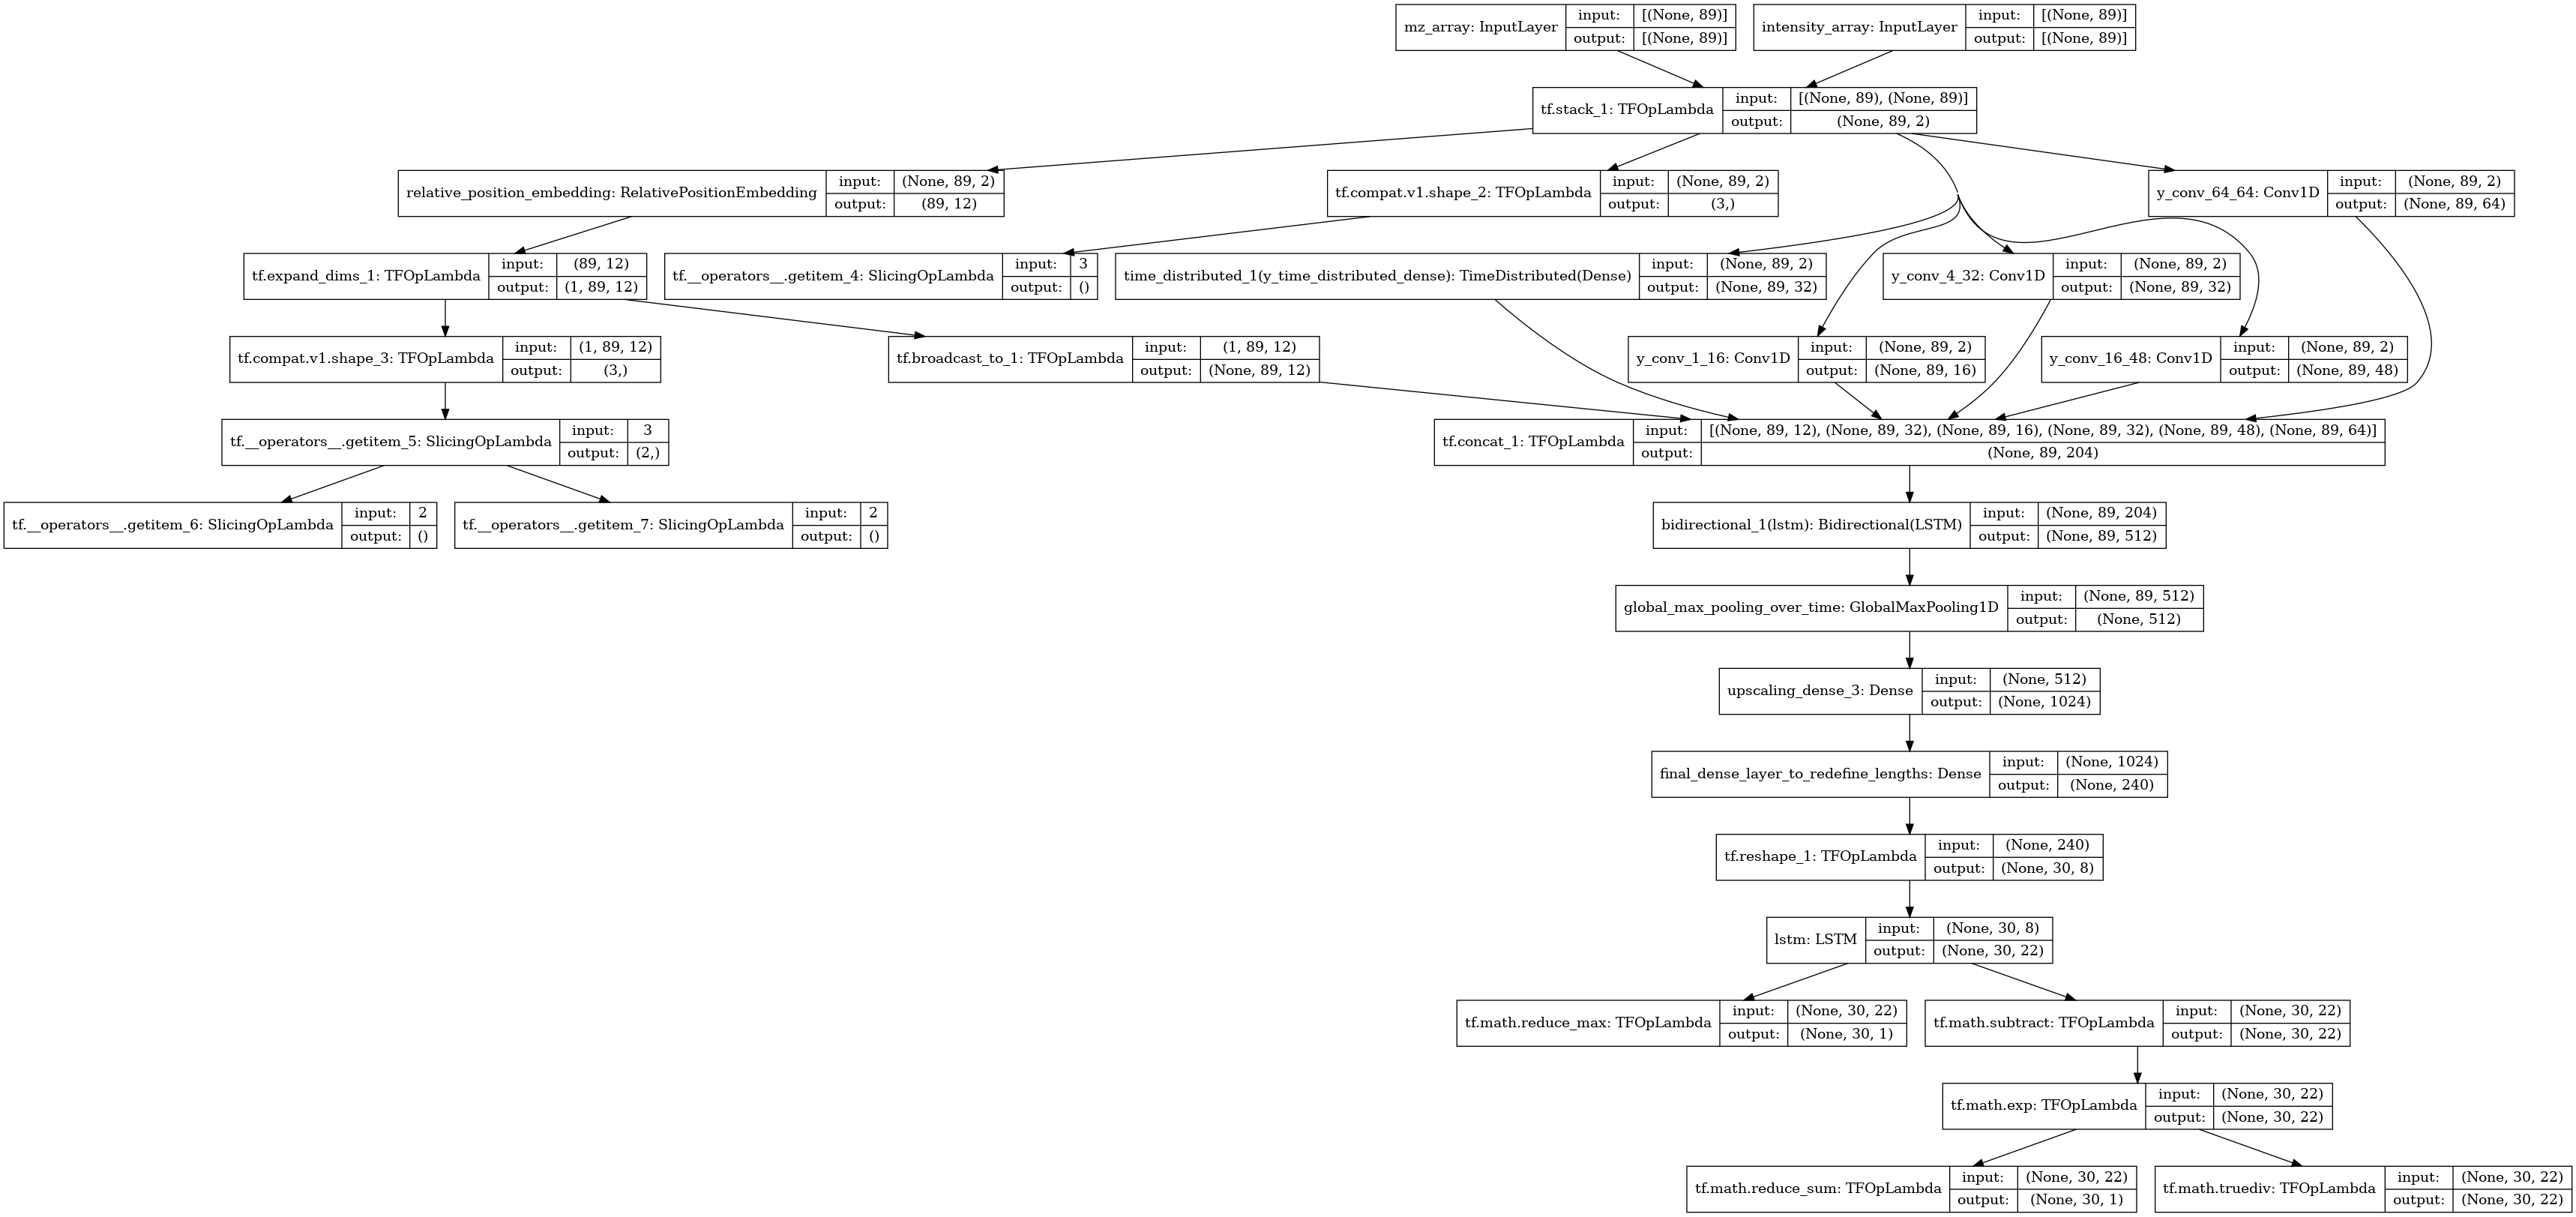 mz_array: InputLayer
input: [(None, 89)]
output: [(None, 89)]
intensity_array: InputLayer
input: [(None, 89)]
output: [(None, 89)]
tf.stack_1: TFOpLambda
input: [(None, 89), (None, 89)]
output: (None, 89, 2)
relative_position_embedding: RelativePositionEmbedding
input: (None, 89, 2)
output: (89, 12)
tf.compat.v1.shape_2: TFOpLambda
input: (None, 89, 2)
output: (3,)
y_conv_64_64: Conv1D
input: (None, 89, 2)
output: (None, 89, 64)
tf.expand_dims_1: TFOpLambda
input: (89, 12)
output: (1, 89, 12)
tf.__operators__.getitem_4: SlicingOpLambda
input: 3
output: ()
time_distributed_1(y_time_distributed_dense): TimeDistributed(Dense)
input: (None, 89, 2)
output: (None, 89, 32)
y_conv_4_32: Conv1D
input: (None, 89, 2)
output: (None, 89, 32)
tf.compat.v1.shape_3: TFOpLambda
input: (1, 89, 12)
output: (3,)
tf.broadcast_to_1: TFOpLambda
input: (1, 89, 12)
output: (None, 89, 12)
y_conv_1_16: Conv1D
input: (None, 89, 2)
output: (None, 89, 16)
y_conv_16_48: Conv1D
input: (None, 89, 2)
output: (None, 89, 48)
tf.__operators__.getitem_5: SlicingOpLambda
input: 3
output: (2,)
tf.concat_1: TFOpLambda
input: [(None, 89, 12), (None, 89, 32), (None, 89, 16), (None, 89, 32), (None, 89, 48), (None, 89, 64)]
output: (None, 89, 204)
tf.__operators__.getitem_6: SlicingOpLambda
input: 2
output: ()
tf.__operators__.getitem_7: SlicingOpLambda
input: 2
output: ()
bidirectional_1(lstm): Bidirectional(LSTM)
input: (None, 89, 204)
output: (None, 89, 512)
global_max_pooling_over_time: GlobalMaxPooling1D
input: (None, 89, 512)
output: (None, 512)
upscaling_dense_3: Dense
input: (None, 512)
output: (None, 1024)
final_dense_layer_to_redefine_lengths: Dense
input: (None, 1024)
output: (None, 240)
tf.reshape_1: TFOpLambda
input: (None, 240)
output: (None, 30, 8)
lstm: LSTM
input: (None, 30, 8)
output: (None, 30, 22)
tf.math.reduce_max: TFOpLambda
input: (None, 30, 22)
output: (None, 30, 1)
tf.math.subtract: TFOpLambda
input: (None, 30, 22)
output: (None, 30, 22)
tf.math.exp: TFOpLambda
input: (None, 30, 22)
output: (None, 30, 22)
tf.math.reduce_sum: TFOpLambda
input: (None, 30, 22)
output: (None, 30, 1)
tf.math.truediv: TFOpLambda
input: (None, 30, 22)
output: (None, 30, 22)